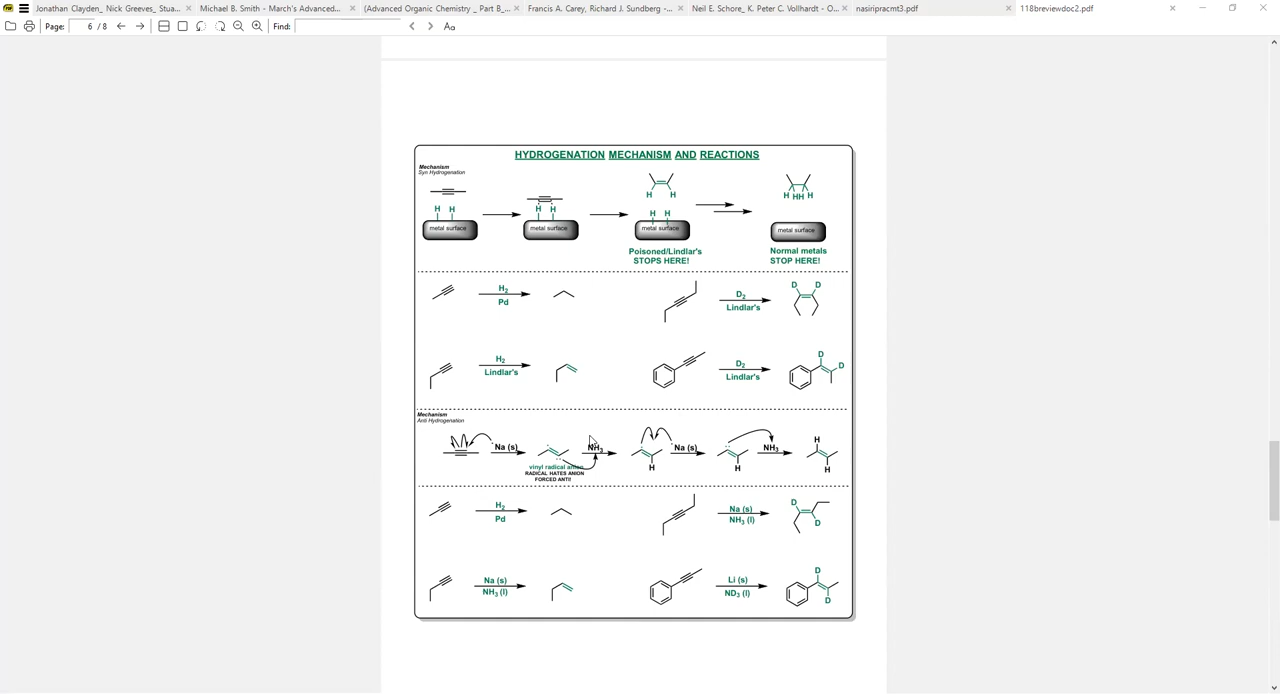 Jonathan Clayden_ Nick Greeves_ Stua...
Michael B. Smith - March's Advanced...
(Advanced Organic Chemistry _ Part B_...
Francis A. Carey, Richard J. Sundberg -...
Neil E. Schore_ K. Peter C. Vollhardt - O...
nasiripracmt3.pdf
118breviewdoc2.pdf
Page: 6 / 8 Find: Aa
HYDROGENATION MECHANISM AND REACTIONS
Mechanism
Syn Hydrogenation
H H
H H
H H
H HH H
H H
metal surface
metal surface
metal surface
metal surface
Poisoned/Lindlar's
STOPS HERE!
Normal metals
STOP HERE!
H2
Pd
D2
Lindlar's
D D
H2
Lindlar's
D2
Lindlar's
D
D
Mechanism
Anti Hydrogenation
Na (s)
NH3
H
Na (s)
H
NH3
H
H
vinyl radical anion
RADICAL HATES ANION
FORCED ANTI!
H2
Pd
Na (s)
NH3 (l)
D
D
Na (s)
NH3 (l)
Li (s)
ND3 (l)
D
D